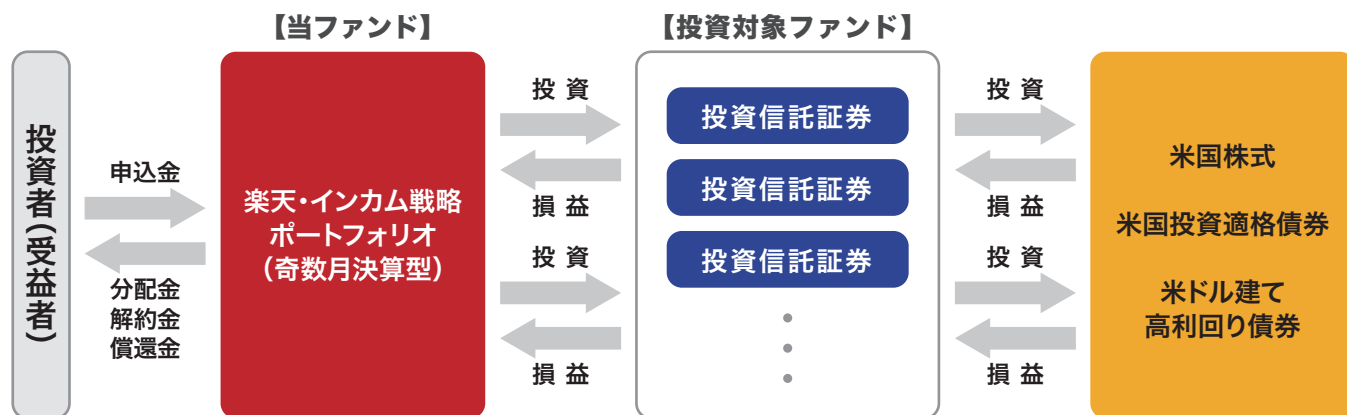 【当ファンド】
【投資対象ファンド】
投資者(受益者)
申込金
分配金
解約金
償還金
楽天・インカム戦略
ポートフォリオ
(奇数月決算型)
投資
損益
投資
損益
投資信託証券
投資信託証券
投資信託証券
投資
損益
投資
損益
米国株式
米国投資適格債券
米ドル建て
高利回り債券